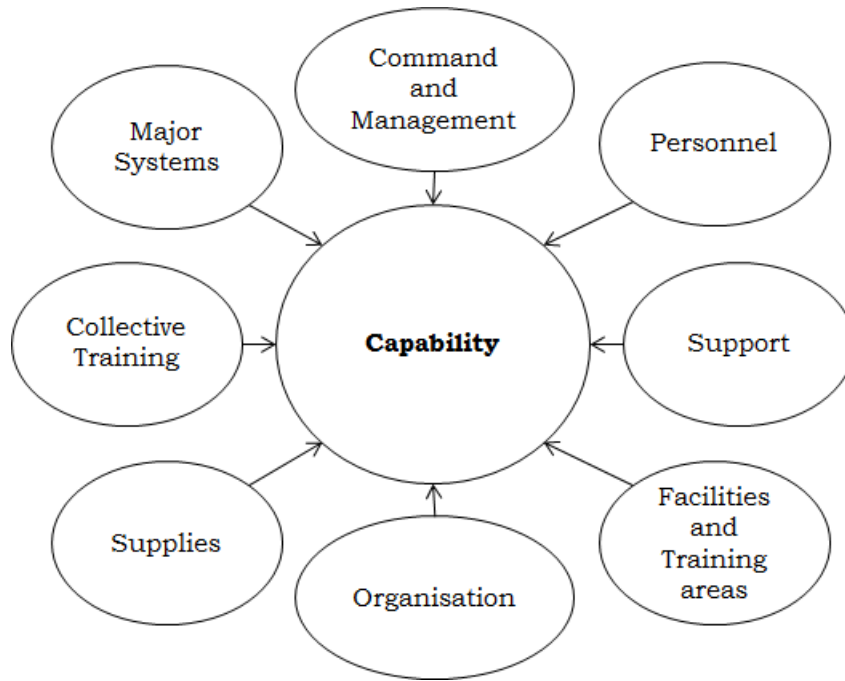 Command
and
Management
Major
Systems
Personnel
Collective
Training
Capability
Support
Supplies
Organisation
Facilities
and
Training
areas